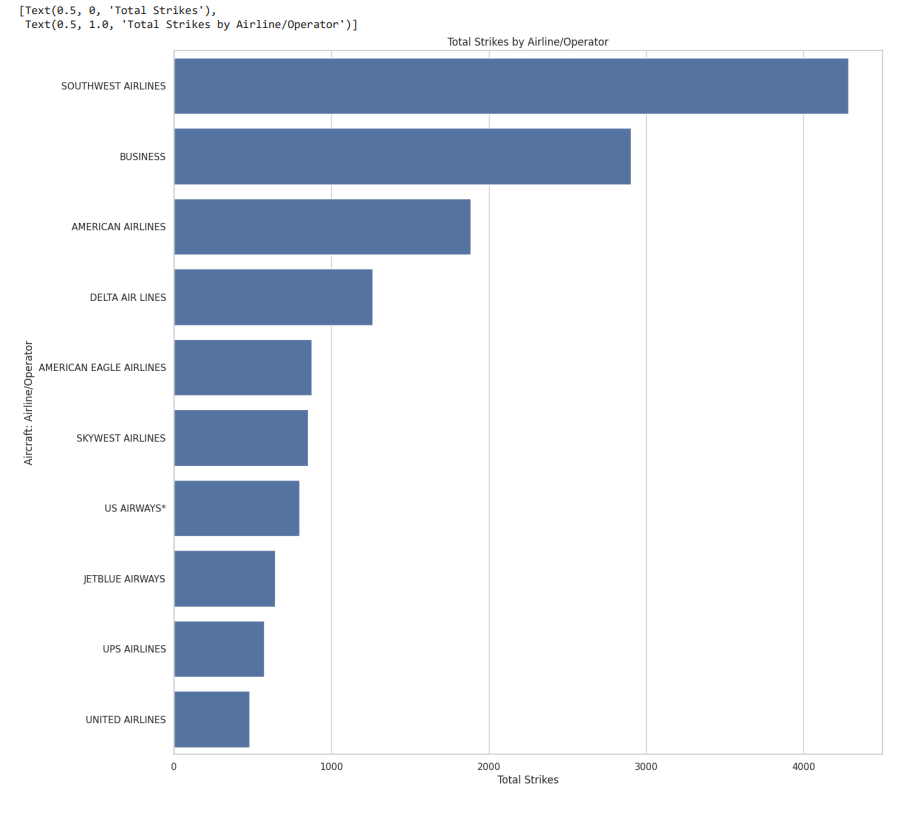 [Text(0.5, 0, 'Total Strikes'),
 Text(0.5, 1.0, 'Total Strikes by Airline/Operator')]
Total Strikes by Airline/Operator
Aircraft: Airline/Operator
SOUTHWEST AIRLINES
BUSINESS
AMERICAN AIRLINES
DELTA AIR LINES
AMERICAN EAGLE AIRLINES
SKYWEST AIRLINES
US AIRWAYS*
JETBLUE AIRWAYS
UPS AIRLINES
UNITED AIRLINES
0 1000 2000 3000 4000
Total Strikes